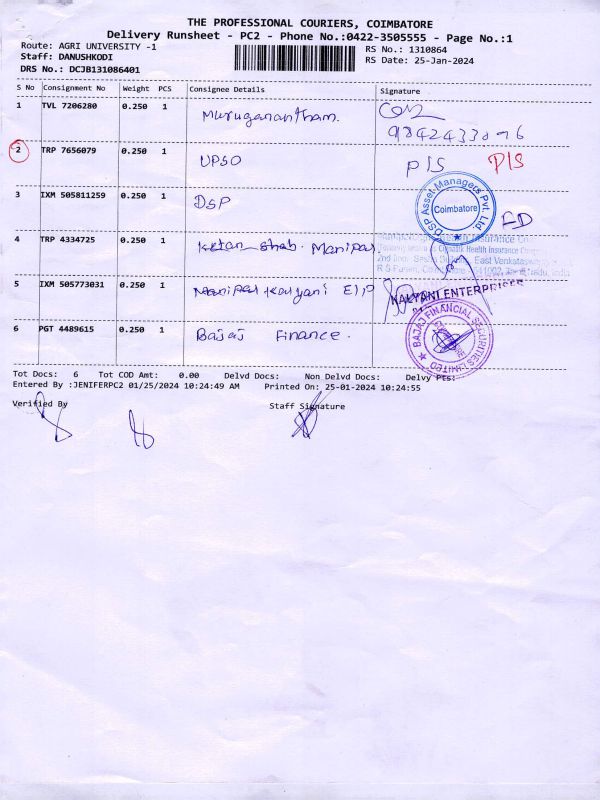 THE PROFESSIONAL COURIERS, COIMBATORE
Delivery Runsheet - PC2 - Phone No.:0422-3505555 - Page No.:1
Route: AGRI UNIVERSITY -1
RS No.: 1310864
Staff: DANUSHKODI
RS Date: 25-Jan-2024
DRS No.: DCJB131086401
S No Consignment No Weight PCS Consignee Details Signature
1 TVL 7206280 0.250 1 Muruganantham.
9842433076
2 TRP 7656079 0.250 1 UPSO P/S P/S
3 IXM 505811259 0.250 1 DSP
DSP Asset Managers Pvt. Ltd. Coimbatore
4 TRP 4334725 0.250 1 Ketan Shah Manipal
5 IXM 505773031 0.250 1 Manipal Kalyani
KALYANI ENTERPRISES
6 PGT 4489615 0.250 1 Bajaj Finance.
BAJAJ FINANCIAL SECURITIES LIMITED
Tot Docs: 6 Tot COD Amt: 0.00 Delvd Docs: Non Delvd Docs: Delvy Pts:
Entered By :JENIFERPC2 01/25/2024 10:24:49 AM Printed On: 25-01-2024 10:24:55
Verified By Staff Signature